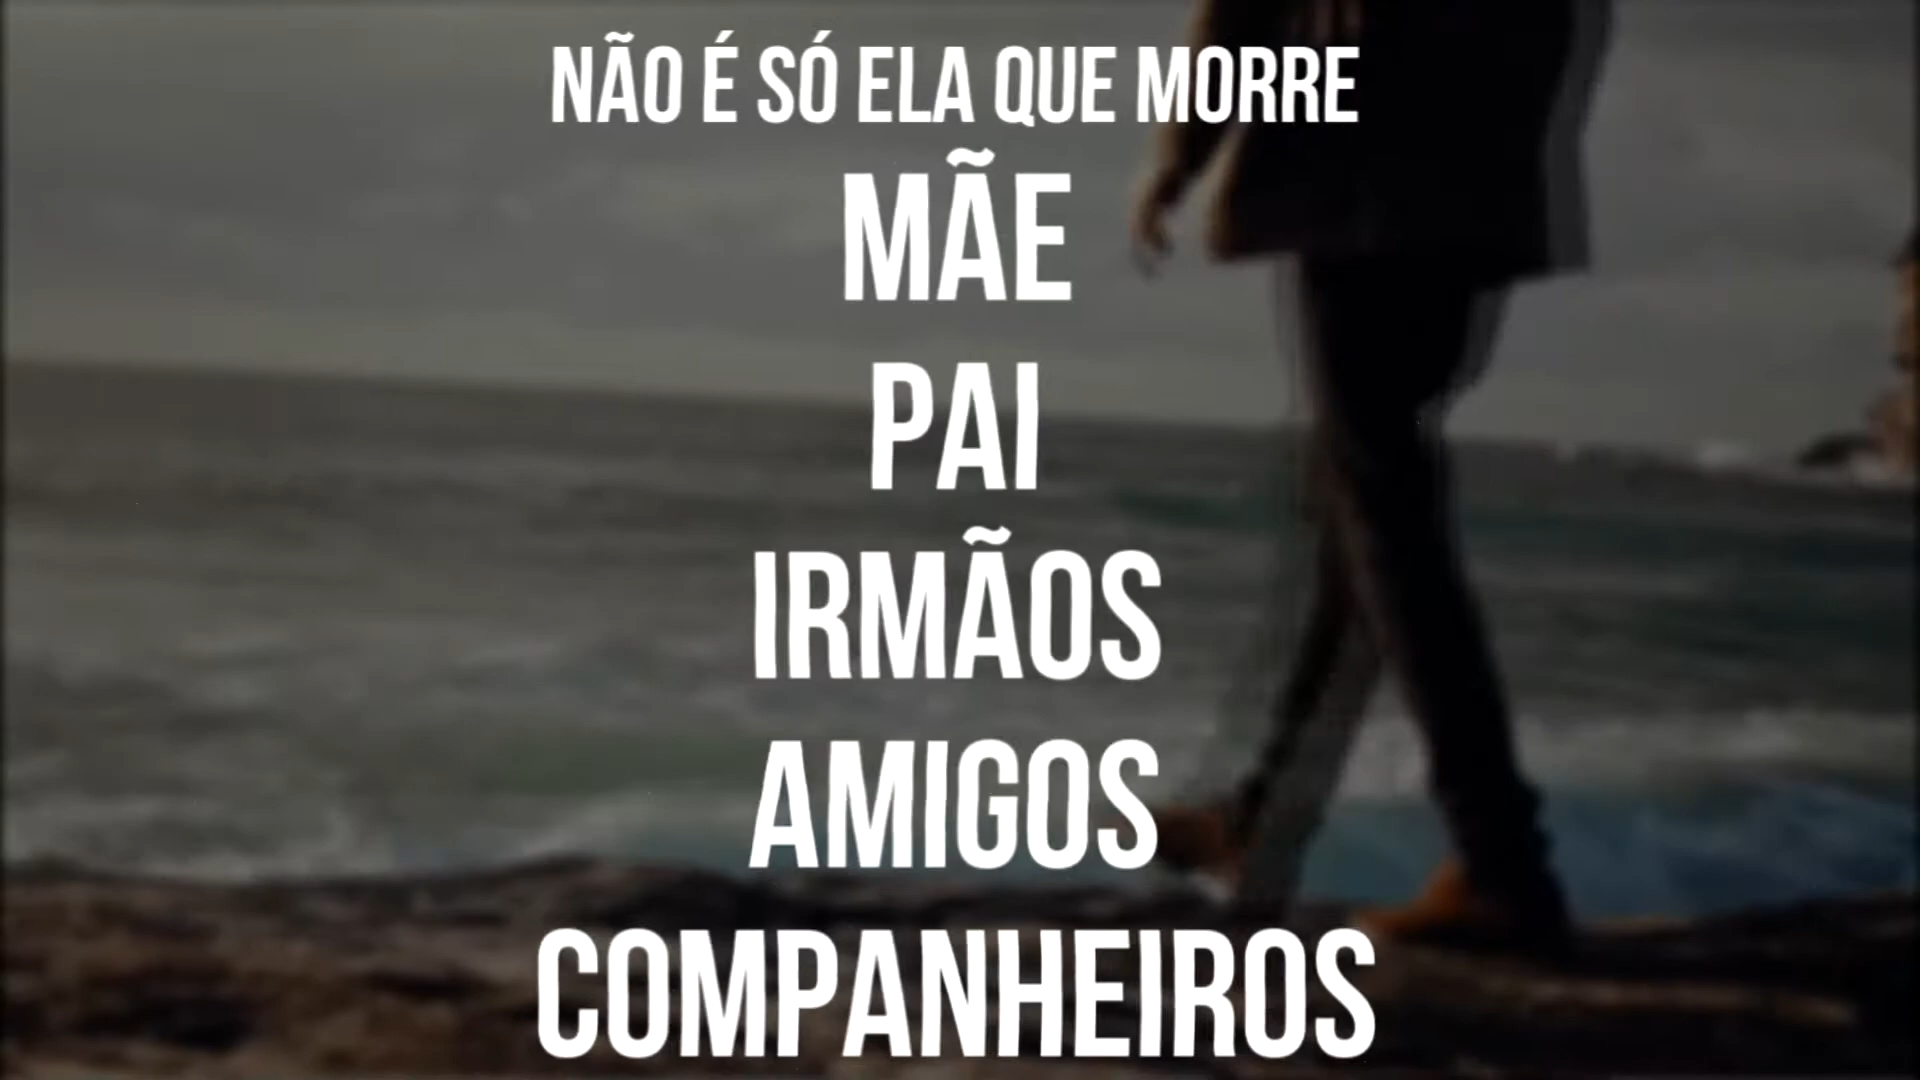 NÃO É SÓ ELA QUE MORRE
MÃE
PAI
IRMÃOS
AMIGOS
COMPANHEIROS